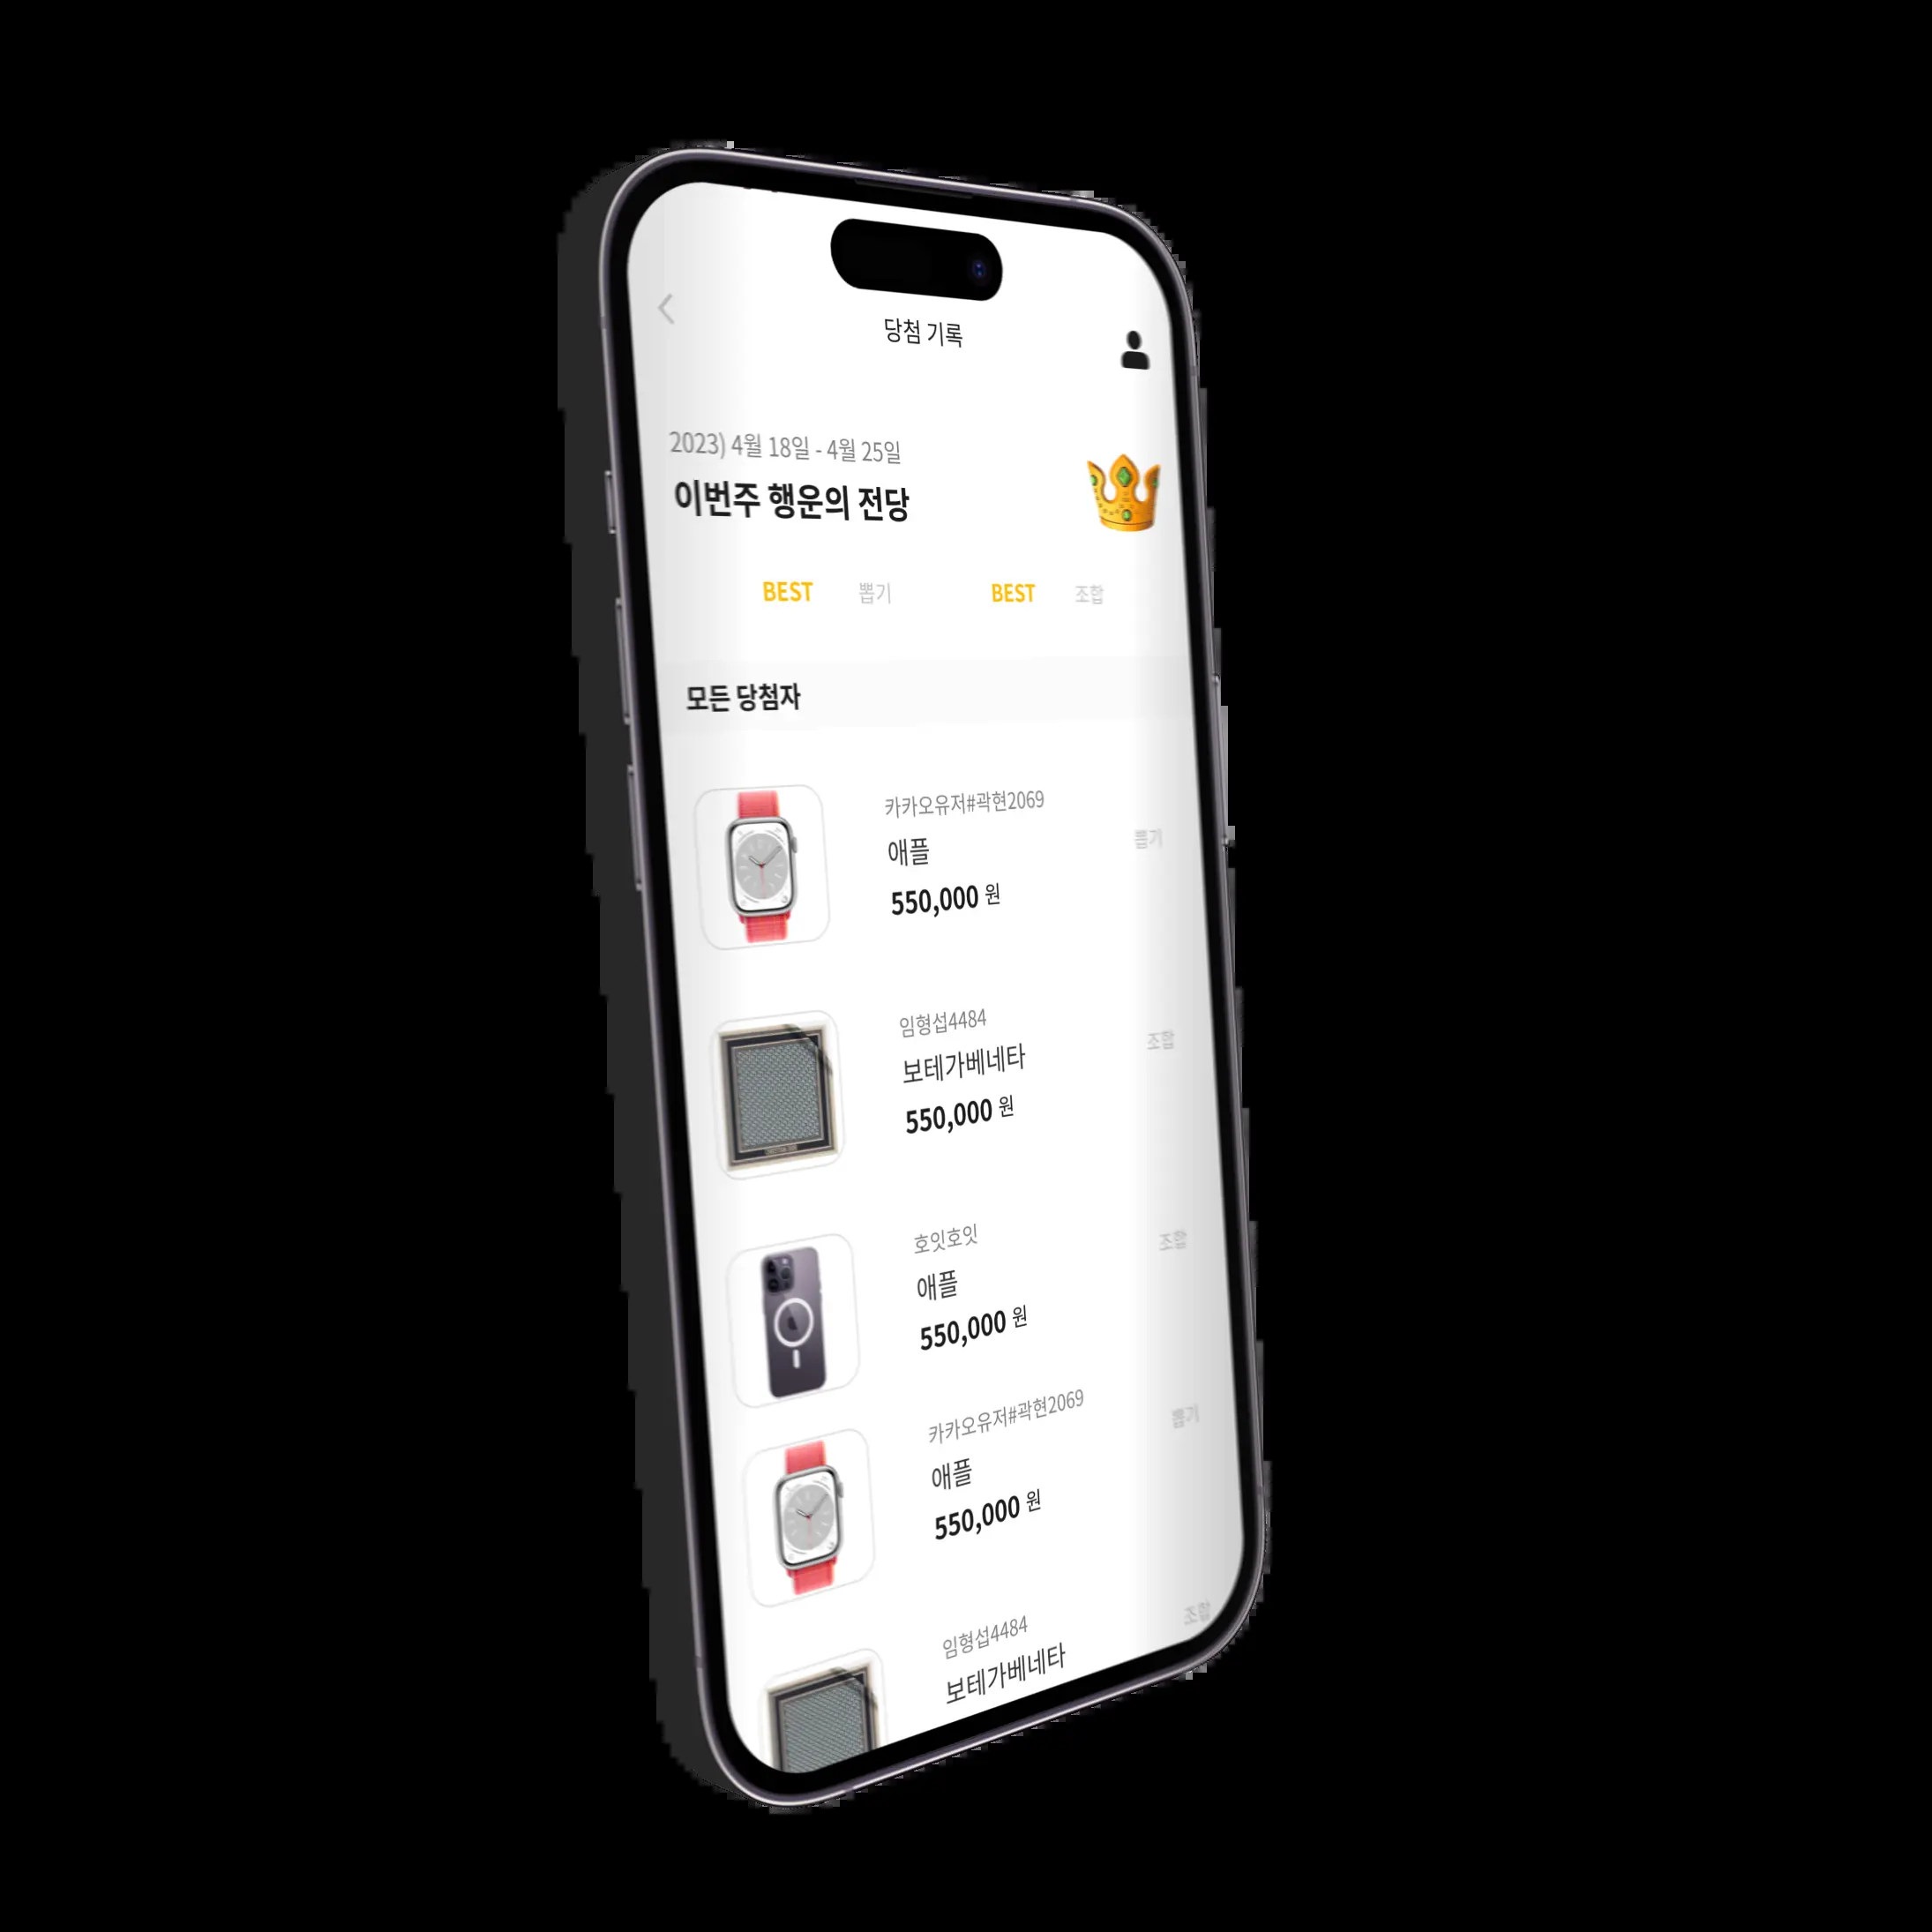 당첨 기록
2023) 4월 18일 - 4월 25일
이번주 행운의 전당
BEST 뽑기 BEST 조합
모든 당첨자
카카오유저#곽현2069
애플
뽑기
550,000 원
임형섭4484
보테가베네타
조합
550,000 원
호잇호잇
애플
조합
550,000 원
카카오유저#곽현2069
애플
뽑기
550,000 원
임형섭4484
보테가베네타
조합